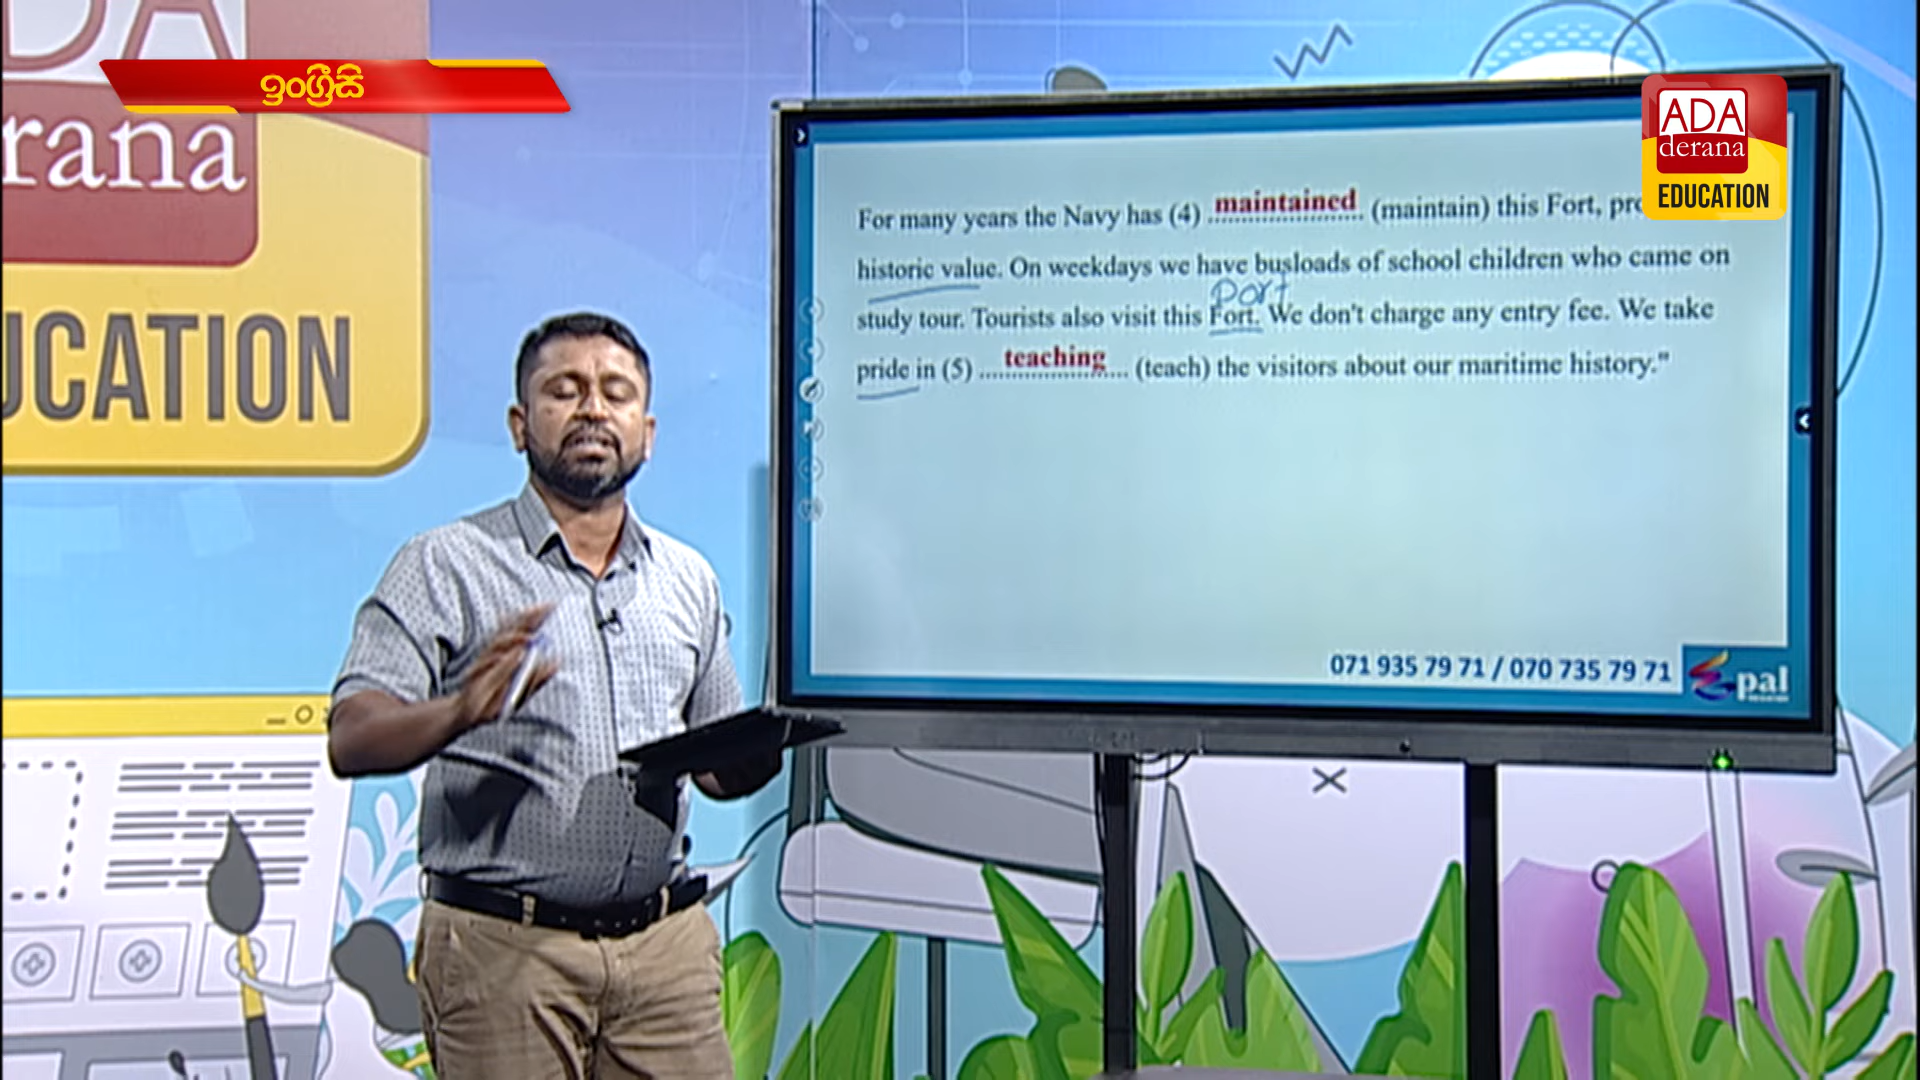 DA
ඉංග්‍රීසි
rana
UCATION
ADA
derana
EDUCATION
For many years the Navy has (4) maintained (maintain) this Fort,
historic value. On weekdays we have busloads of school children who came on
port
study tour. Tourists also visit this Fort. We don't charge any entry fee. We take
pride in (5) teaching (teach) the visitors about our maritime history."
071 935 79 71 / 070 735 79 71
pal